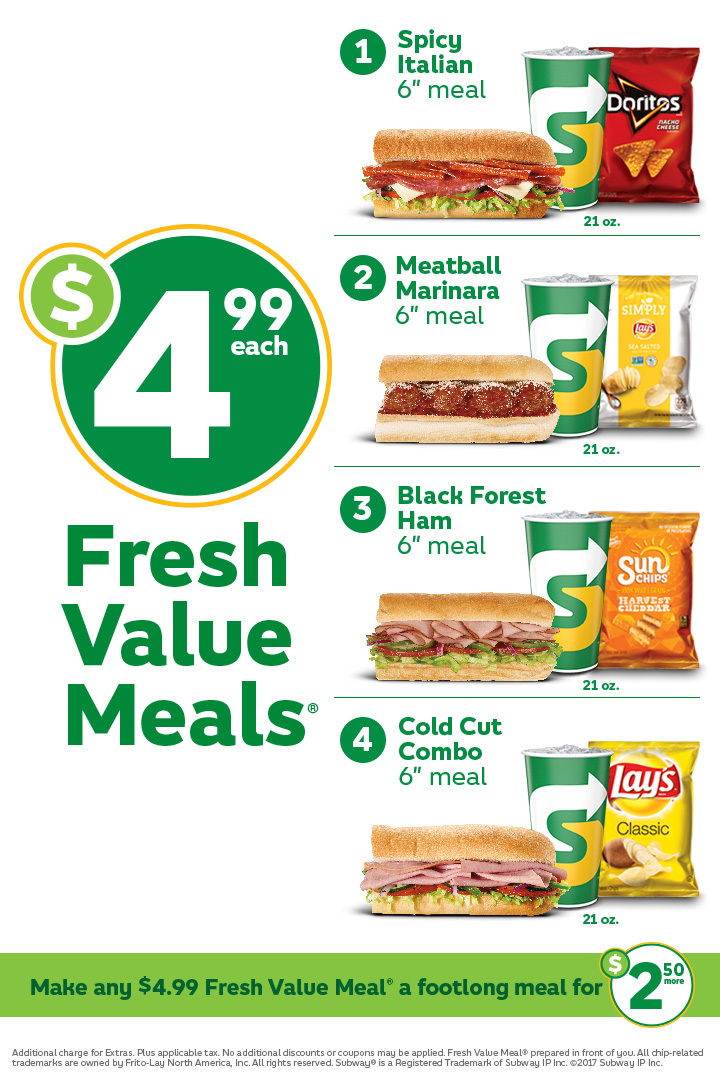 $4 99
each
Fresh
Value
Meals®
1 Spicy
Italian
6" meal
Doritos
NACHO
CHEESE
21 oz.
2 Meatball
Marinara
6" meal
SIMPLY
Lay's
SEA SALTED
21 oz.
3 Black Forest
Ham
6" meal
Sun
CHIPS
HARVEST
CHEDDAR
21 oz.
4 Cold Cut
Combo
6" meal
Lay's
Classic
21 oz.
Make any $4.99 Fresh Value Meal® a footlong meal for $2 50 more
Additional charge for Extras. Plus applicable tax. No additional discounts or coupons may be applied. Fresh Value Meal® prepared in front of you. All chip-related
trademarks are owned by Frito-Lay North America, Inc. All rights reserved. Subway® is a Registered Trademark of Subway IP Inc. ©2017 Subway IP Inc.